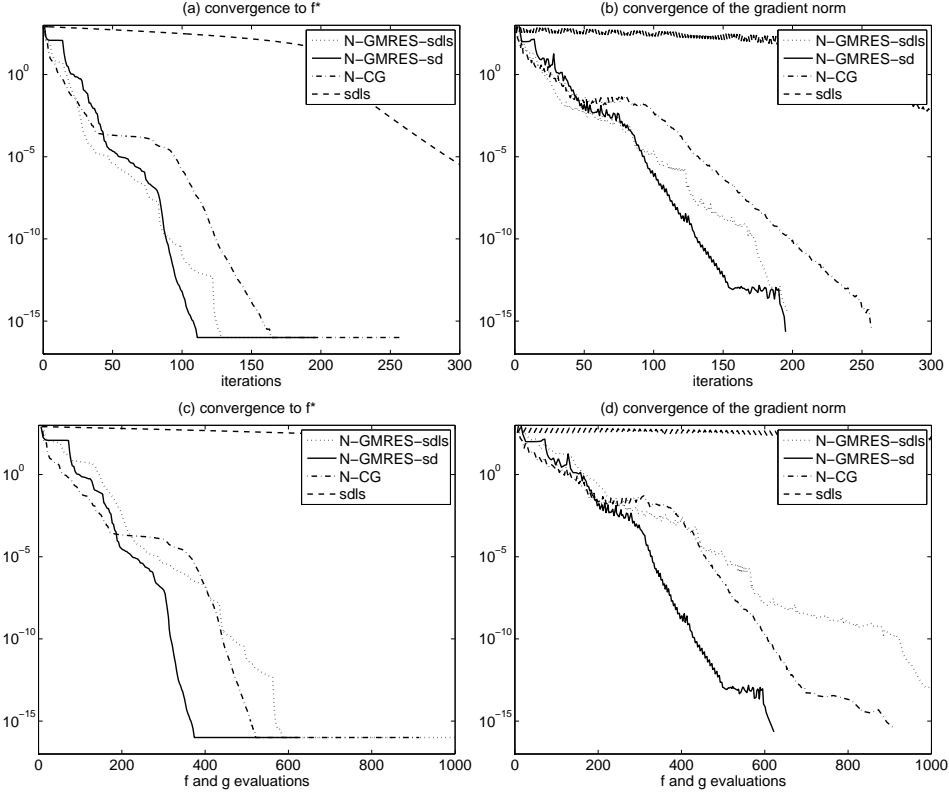 (a) convergence to f*
10^0
10^-5
10^-10
10^-15
0 50 100 150 200 250 300
iterations
N-GMRES-sdls
N-GMRES-sd
N-CG
sdls
(b) convergence of the gradient norm
10^0
10^-5
10^-10
10^-15
0 50 100 150 200 250 300
iterations
N-GMRES-sdls
N-GMRES-sd
N-CG
sdls
(c) convergence to f*
10^0
10^-5
10^-10
10^-15
0 200 400 600 800 1000
f and g evaluations
N-GMRES-sdls
N-GMRES-sd
N-CG
sdls
(d) convergence of the gradient norm
10^0
10^-5
10^-10
10^-15
0 200 400 600 800 1000
f and g evaluations
N-GMRES-sdls
N-GMRES-sd
N-CG
sdls